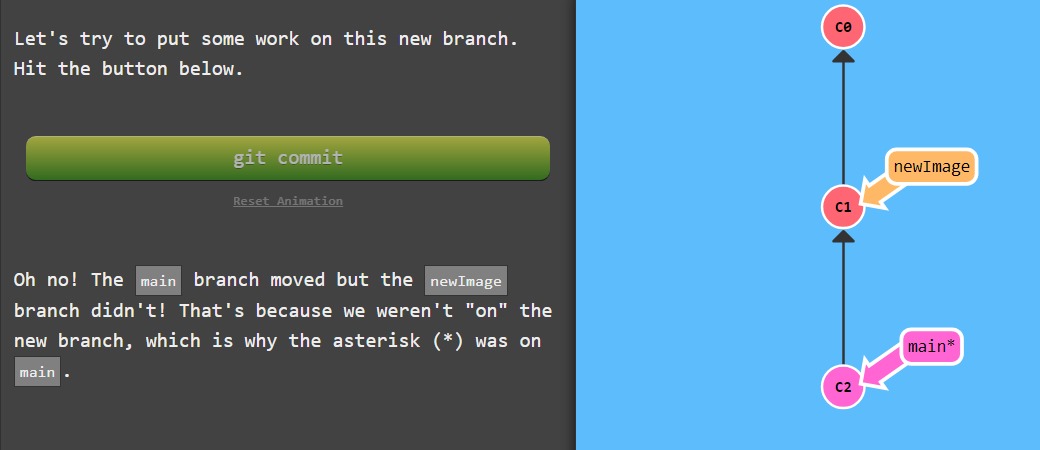 Let's try to put some work on this new branch.
Hit the button below.
git commit
Reset Animation
Oh no! The main branch moved but the newImage
branch didn't! That's because we weren't "on" the
new branch, which is why the asterisk (*) was on
main.
C0
newImage
C1
main*
C2